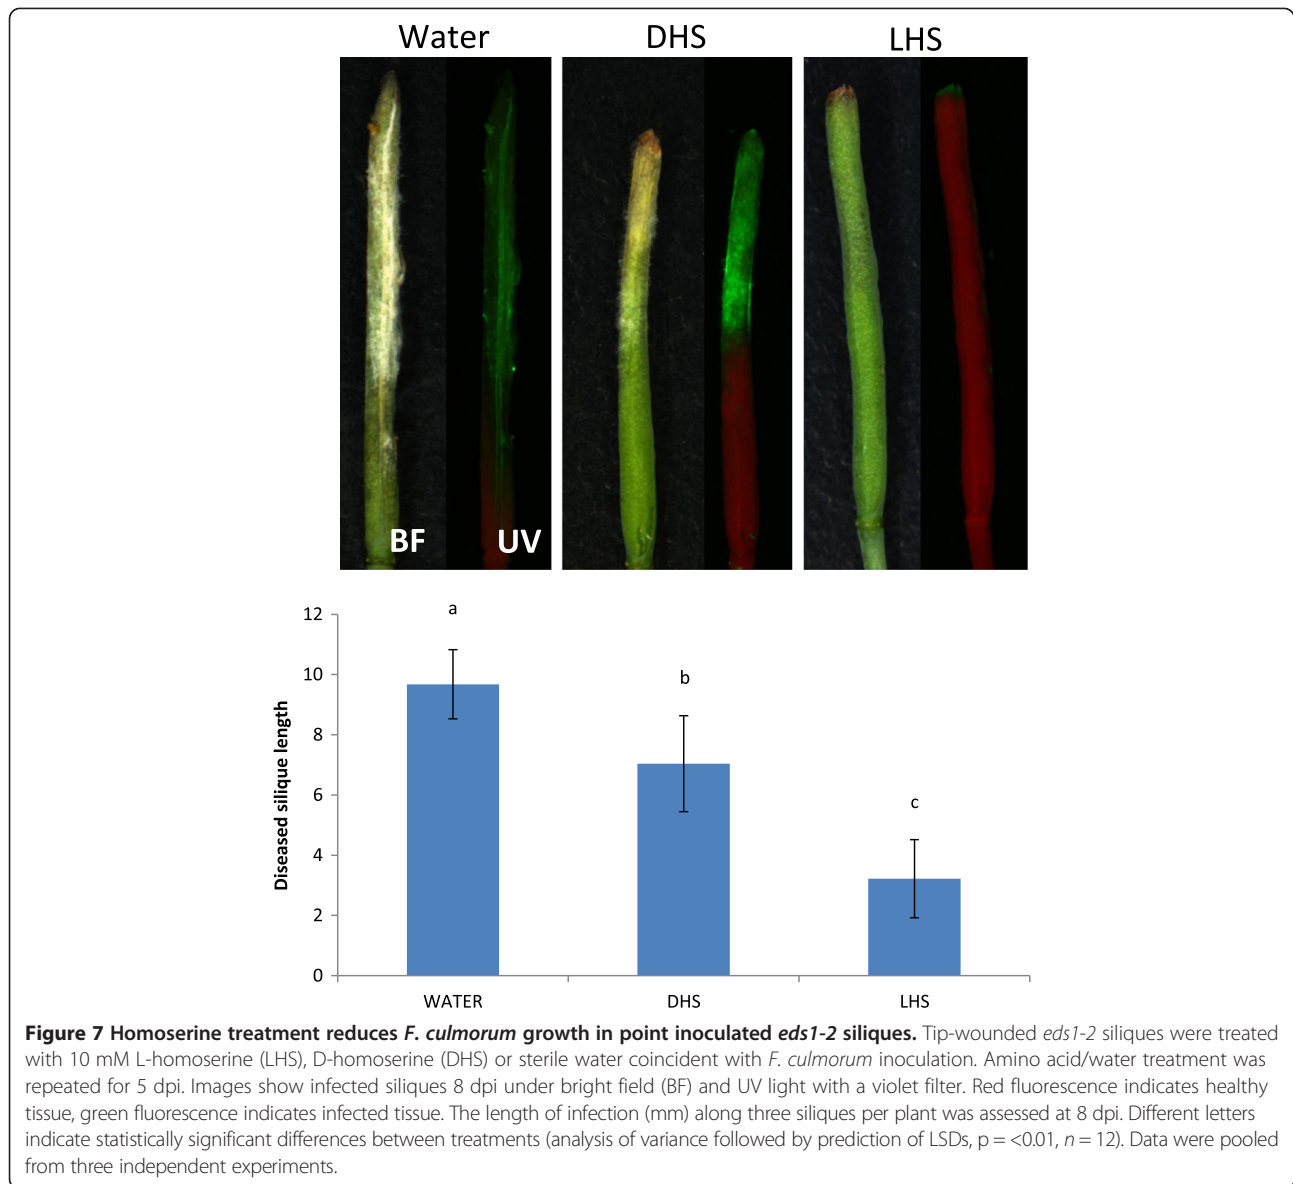 Water DHS LHS
BF UV
12
10
8
6
4
2
0
Diseased silique length
a
b
c
WATER DHS LHS
Figure 7 Homoserine treatment reduces F. culmorum growth in point inoculated eds1-2 siliques. Tip-wounded eds1-2 siliques were treated
with 10 mM L-homoserine (LHS), D-homoserine (DHS) or sterile water coincident with F. culmorum inoculation. Amino acid/water treatment was
repeated for 5 dpi. Images show infected siliques 8 dpi under bright field (BF) and UV light with a violet filter. Red fluorescence indicates healthy
tissue, green fluorescence indicates infected tissue. The length of infection (mm) along three siliques per plant was assessed at 8 dpi. Different letters
indicate statistically significant differences between treatments (analysis of variance followed by prediction of LSDs, p = <0.01, n = 12). Data were pooled
from three independent experiments.